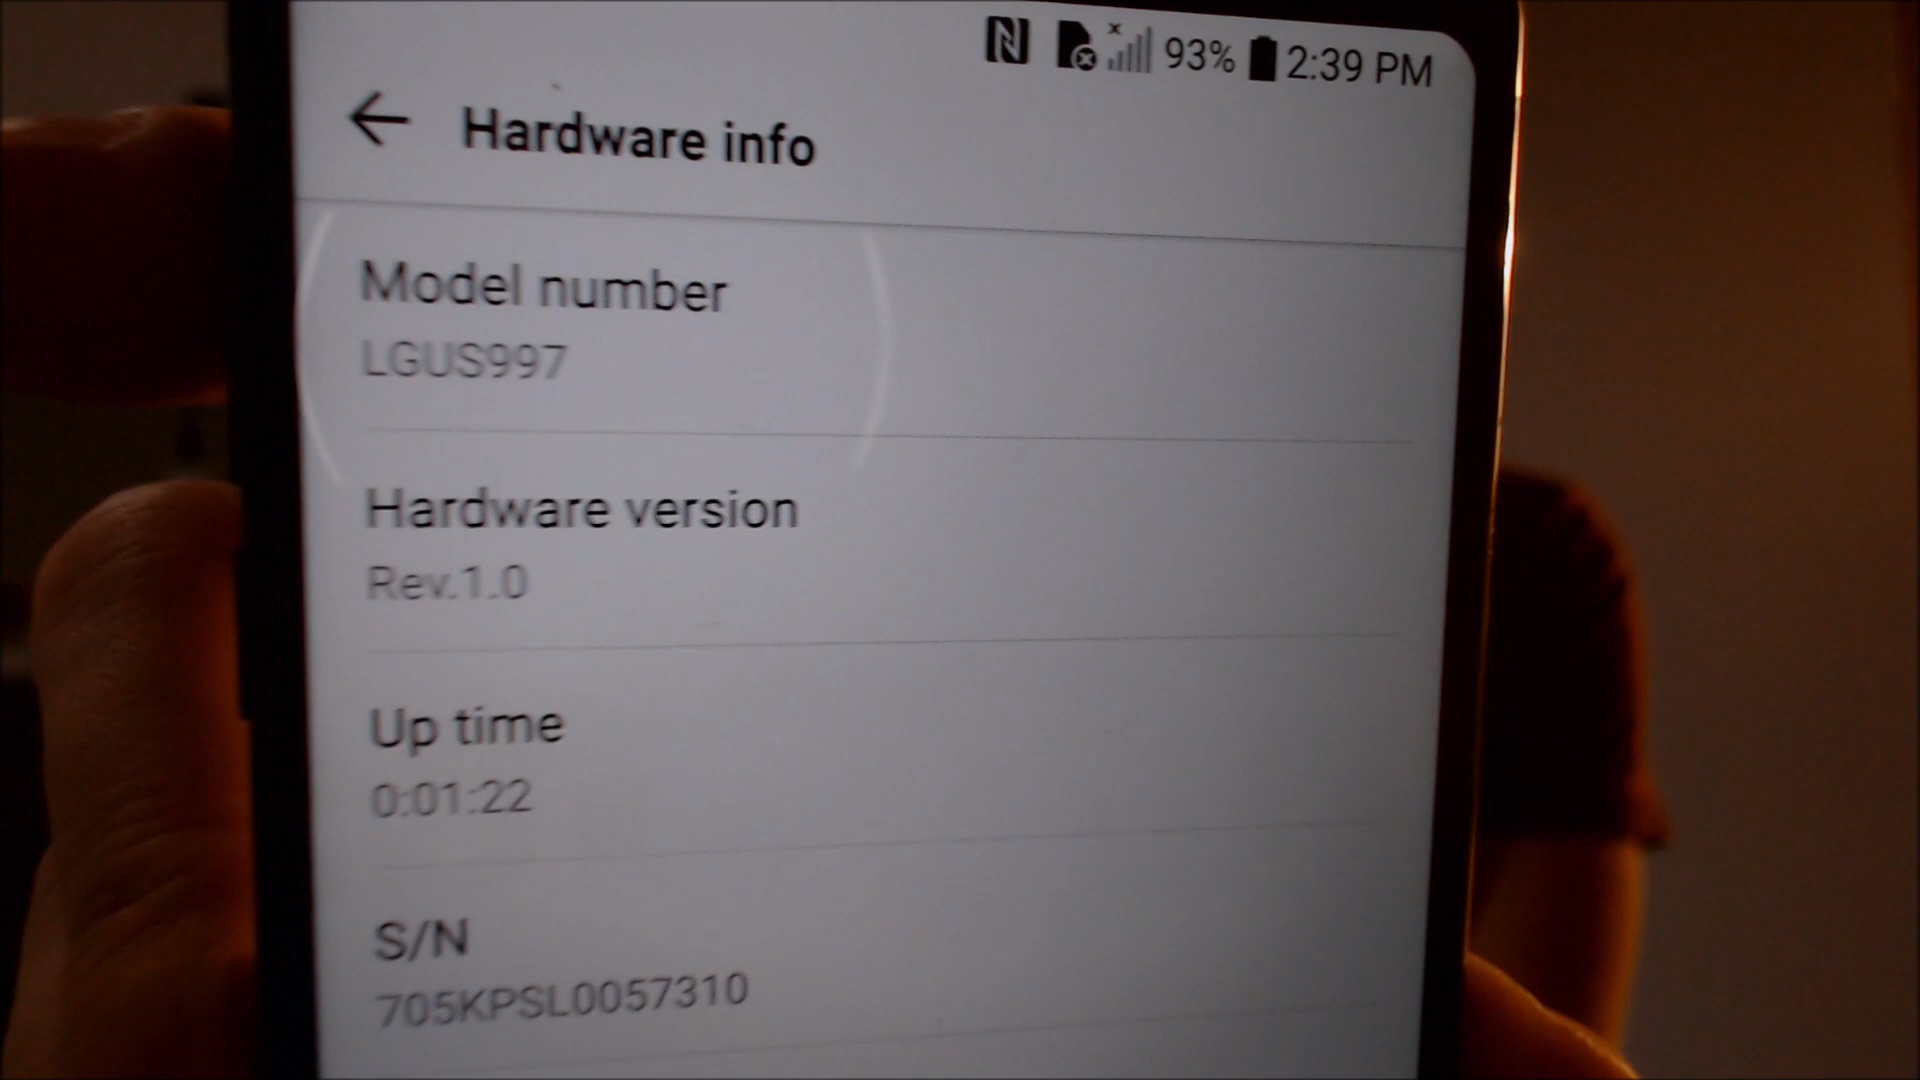 93% 2:39 PM
Hardware info
Model number
LGUS997
Hardware version
Rev.1.0
Up time
0:01:22
S/N
705KPSL0057310